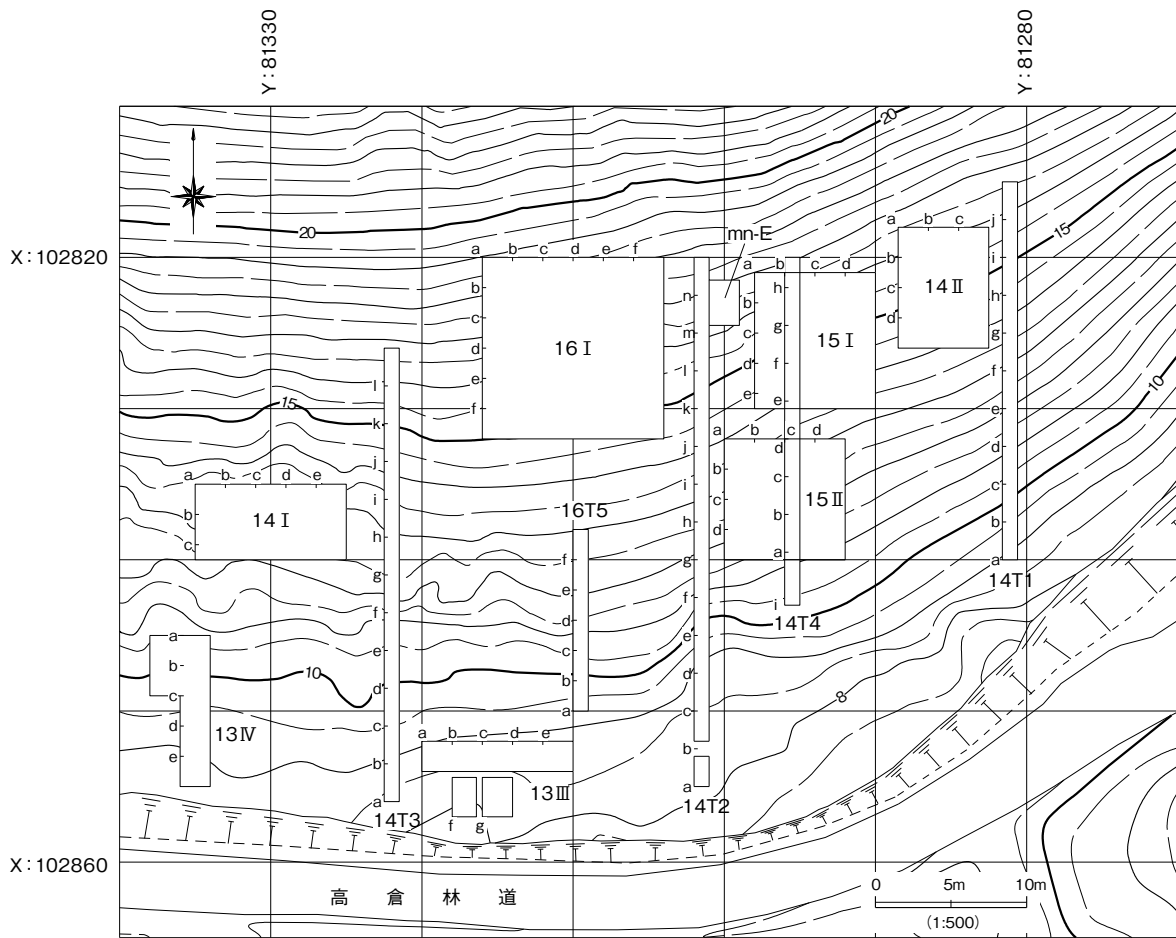 Y：81330
Y：81280
20
mn-E
a b c j
15
X：102820
20
a b c d e f
a b c d
b i
14Ⅱ
b n h b c h
c 16Ⅰ m g c 15Ⅰ d g
d l f d f
e k e e e
f
l
15
k
10
j
a b c d e
j
a b c d
d
d
i
i b c c
b 14Ⅰ
16T5
c 15Ⅱ
h h d b b
c
f g a a
g
14T1
e f i
f
14T4
a d e
e
b c
10 d b d
8
c a c
d 13Ⅳ c a b c d e b
e b 13Ⅲ a
a 14T2
14T3 f g
X：102860
0 5m 10m
高倉林道
(1:500)